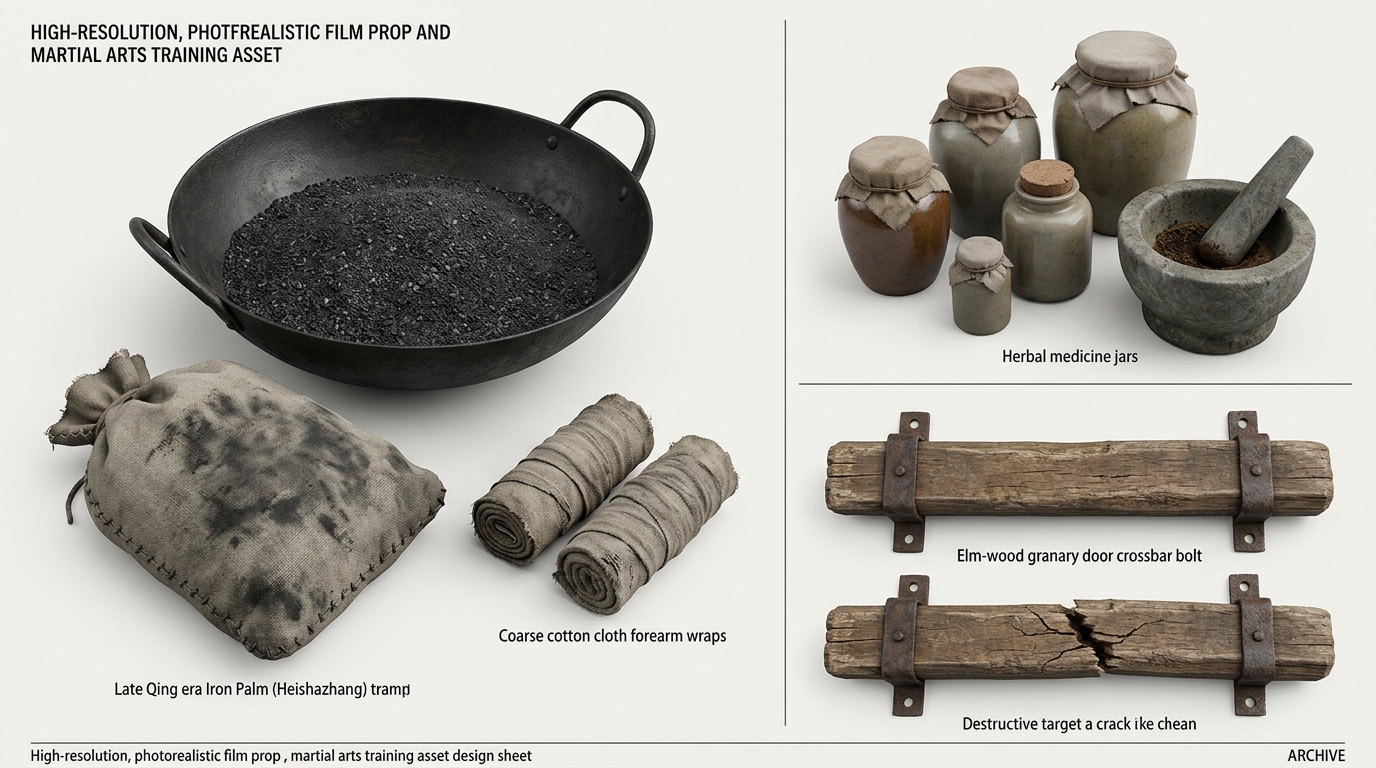 HIGH-RESOLUTION, PHOTFREALISTIC FILM PROP AND
MARTIAL ARTS TRAINING ASSET
Herbal medicine jars
Elm-wood granary door crossbar bolt
Coarse cotton cloth forearm wraps
Late Qing era Iron Palm (Heishazhang) tramp
Destructive target a crack ike chean
High-resolution, photorealistic film prop , martial arts training asset design sheet
ARCHIVE